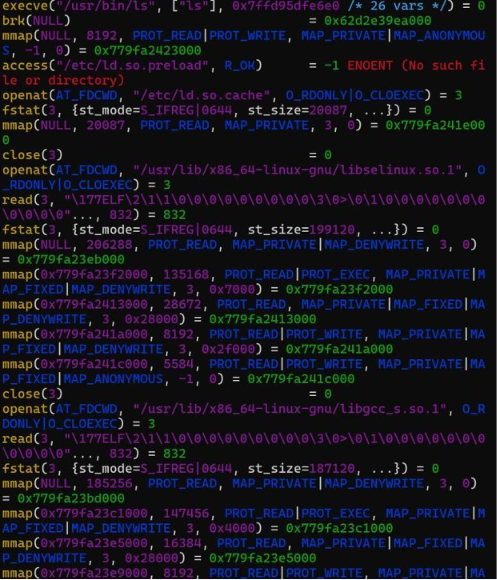 execve("/usr/bin/ls", ["ls"], 0x7ffd95dfe6e0 /* 26 vars */) = 0
brk(NULL)                               = 0x62d2e39ea000
mmap(NULL, 8192, PROT_READ|PROT_WRITE, MAP_PRIVATE|MAP_ANONYMOU
S, -1, 0) = 0x779fa2423000
access("/etc/ld.so.preload", R_OK)      = -1 ENOENT (No such fi
le or directory)
openat(AT_FDCWD, "/etc/ld.so.cache", O_RDONLY|O_CLOEXEC) = 3
fstat(3, {st_mode=S_IFREG|0644, st_size=20087, ...}) = 0
mmap(NULL, 20087, PROT_READ, MAP_PRIVATE, 3, 0) = 0x779fa241e00
0
close(3)                                = 0
openat(AT_FDCWD, "/usr/lib/x86_64-linux-gnu/libselinux.so.1", O
_RDONLY|O_CLOEXEC) = 3
read(3, "\177ELF\2\1\1\0\0\0\0\0\0\0\0\0\3\0>\0\1\0\0\0\0\0\0\0
\0\0\0\0"..., 832) = 832
fstat(3, {st_mode=S_IFREG|0644, st_size=199120, ...}) = 0
mmap(NULL, 206288, PROT_READ, MAP_PRIVATE|MAP_DENYWRITE, 3, 0)
= 0x779fa23eb000
mmap(0x779fa23f2000, 135168, PROT_READ|PROT_EXEC, MAP_PRIVATE|M
AP_FIXED|MAP_DENYWRITE, 3, 0x7000) = 0x779fa23f2000
mmap(0x779fa2413000, 28672, PROT_READ, MAP_PRIVATE|MAP_FIXED|MA
P_DENYWRITE, 3, 0x28000) = 0x779fa2413000
mmap(0x779fa241a000, 8192, PROT_READ|PROT_WRITE, MAP_PRIVATE|MA
P_FIXED|MAP_DENYWRITE, 3, 0x2f000) = 0x779fa241a000
mmap(0x779fa241c000, 5584, PROT_READ|PROT_WRITE, MAP_PRIVATE|MA
P_FIXED|MAP_ANONYMOUS, -1, 0) = 0x779fa241c000
close(3)                                = 0
openat(AT_FDCWD, "/usr/lib/x86_64-linux-gnu/libgcc_s.so.1", O_R
DONLY|O_CLOEXEC) = 3
read(3, "\177ELF\2\1\1\0\0\0\0\0\0\0\0\0\3\0>\0\1\0\0\0\0\0\0\0
\0\0\0\0"..., 832) = 832
fstat(3, {st_mode=S_IFREG|0644, st_size=187120, ...}) = 0
mmap(NULL, 185256, PROT_READ, MAP_PRIVATE|MAP_DENYWRITE, 3, 0)
= 0x779fa23bd000
mmap(0x779fa23c1000, 147456, PROT_READ|PROT_EXEC, MAP_PRIVATE|M
AP_FIXED|MAP_DENYWRITE, 3, 0x4000) = 0x779fa23c1000
mmap(0x779fa23e5000, 16384, PROT_READ, MAP_PRIVATE|MAP_FIXED|MA
P_DENYWRITE, 3, 0x28000) = 0x779fa23e5000
mmap(0x779fa23e9000, 8192, PROT_READ|PROT_WRITE, MAP_PRIVATE|MA